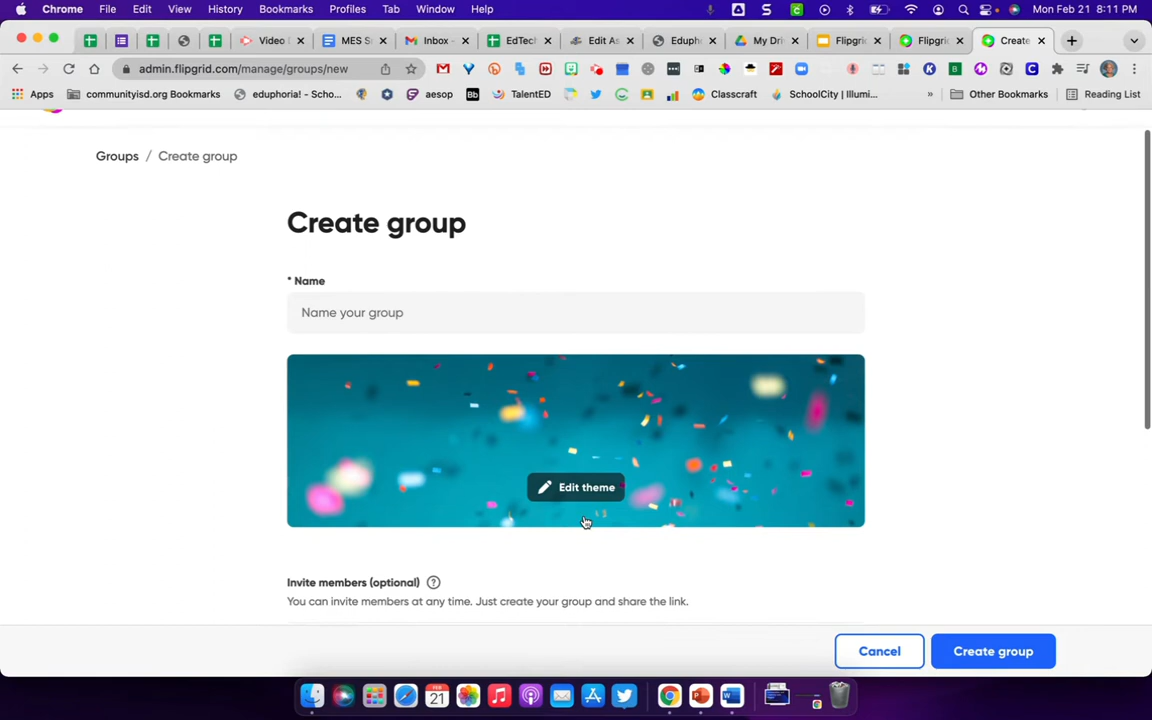 Chrome File Edit View History Bookmarks Profiles Tab Window Help Mon Feb 21 8:11 PM
Video E MES S Inbox - EdTech Edit As Eduph My Dri Flipgri Flipgri Create
admin.flipgrid.com/manage/groups/new
Apps communityisd.org Bookmarks eduphoria! - Scho... aesop Bb TalentED Classcraft SchoolCity | Illumi... » Other Bookmarks Reading List
Groups / Create group
Create group
* Name
Name your group
Edit theme
Invite members (optional) ?
You can invite members at any time. Just create your group and share the link.
Cancel Create group
FEB
21